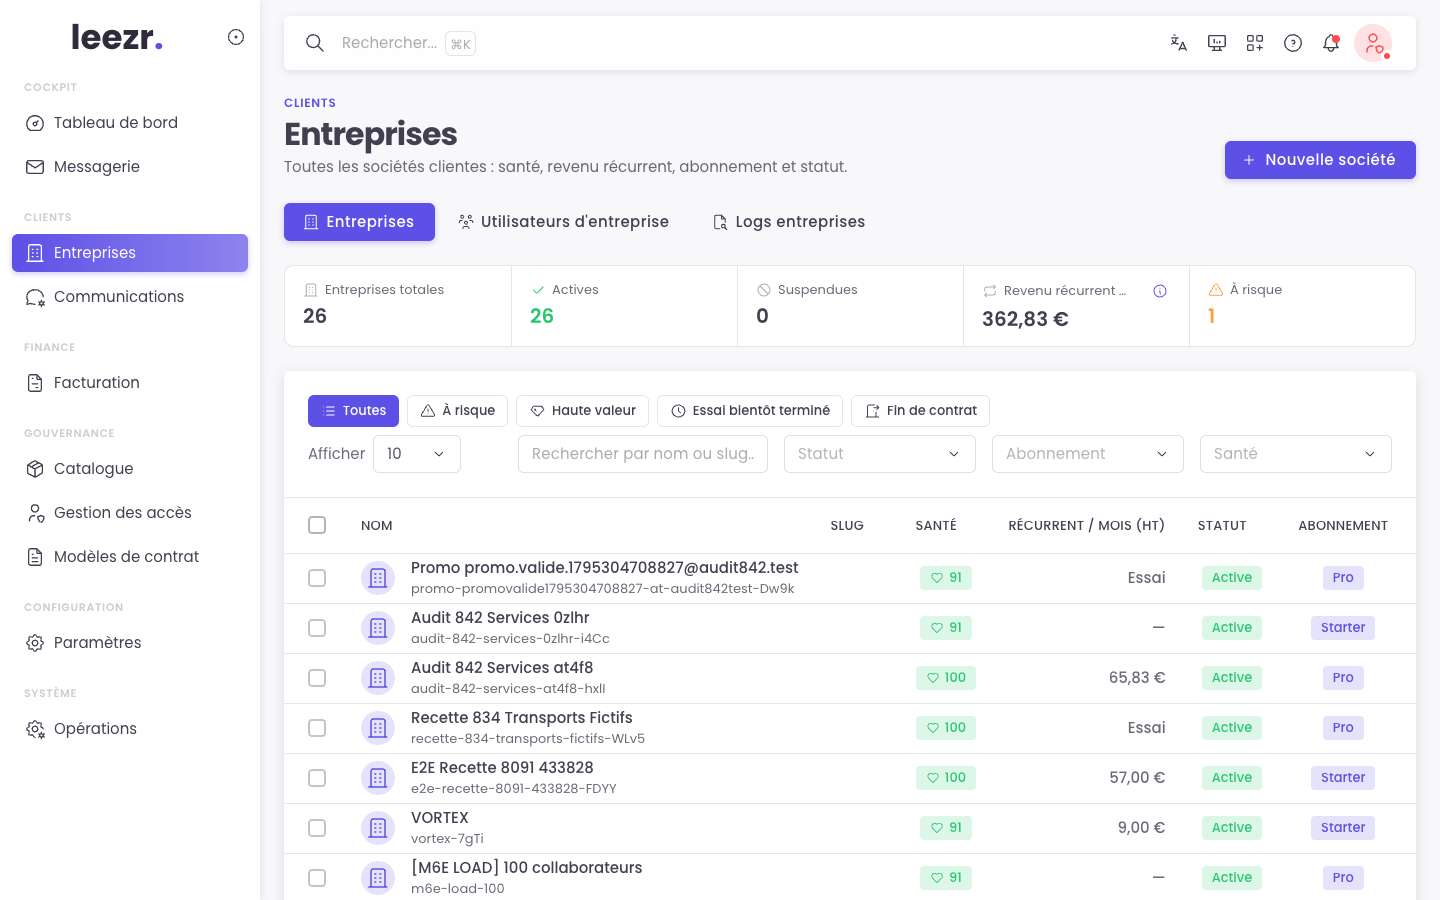 leezr.
COCKPIT
Tableau de bord
Messagerie
CLIENTS
Entreprises
Communications
FINANCE
Facturation
GOUVERNANCE
Catalogue
Gestion des accès
Modèles de contrat
CONFIGURATION
Paramètres
SYSTÈME
Opérations
Rechercher... ⌘K
CLIENTS
Entreprises
Toutes les sociétés clientes : santé, revenu récurrent, abonnement et statut.
Nouvelle société
Entreprises Utilisateurs d'entreprise Logs entreprises
Entreprises totales
26
Actives
26
Suspendues
0
Revenu récurrent ...
362,83 €
À risque
1
Toutes À risque Haute valeur Essai bientôt terminé Fin de contrat
Afficher 10 Rechercher par nom ou slug.. Statut Abonnement Santé
NOM SLUG SANTÉ RÉCURRENT / MOIS (HT) STATUT ABONNEMENT
Promo promo.valide.1795304708827@audit842.test
promo-promovalide1795304708827-at-audit842test-Dw9k
91 Essai Active Pro
Audit 842 Services 0zlhr
audit-842-services-0zlhr-i4Cc
91 — Active Starter
Audit 842 Services at4f8
audit-842-services-at4f8-hxlI
100 65,83 € Active Pro
Recette 834 Transports Fictifs
recette-834-transports-fictifs-WLv5
100 Essai Active Pro
E2E Recette 8091 433828
e2e-recette-8091-433828-FDYY
100 57,00 € Active Starter
VORTEX
vortex-7gTi
91 9,00 € Active Starter
[M6E LOAD] 100 collaborateurs
m6e-load-100
91 — Active Pro